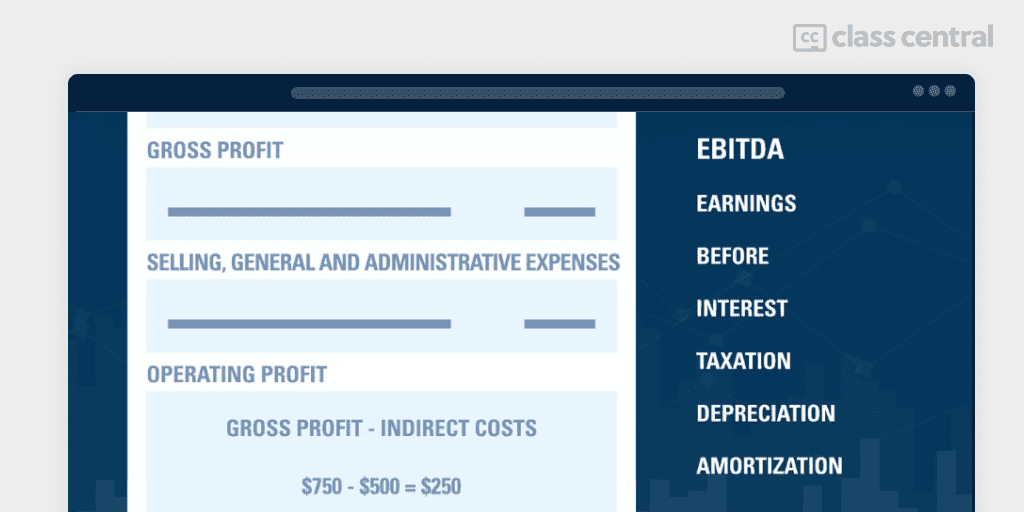 cc class central
GROSS PROFIT
SELLING, GENERAL AND ADMINISTRATIVE EXPENSES
OPERATING PROFIT
GROSS PROFIT - INDIRECT COSTS
$750 - $500 = $250
EBITDA
EARNINGS
BEFORE
INTEREST
TAXATION
DEPRECIATION
AMORTIZATION